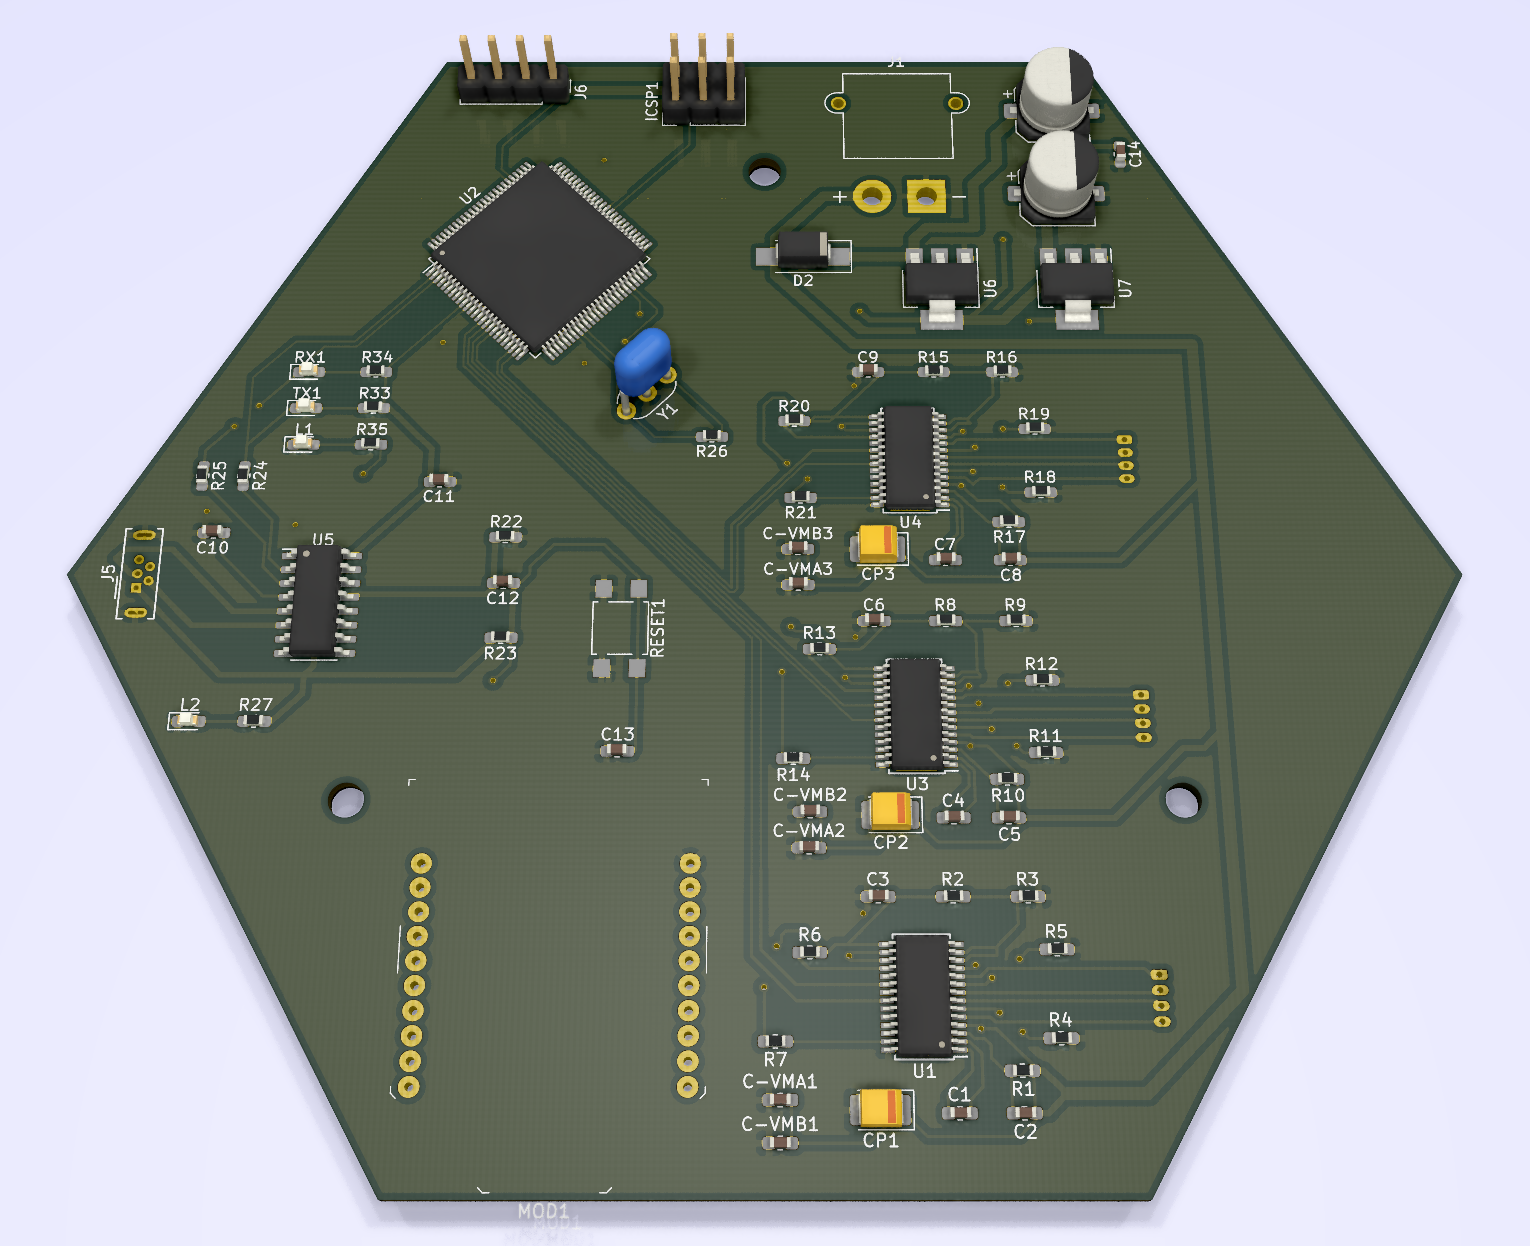 J1
J6
ICSP1
+
C14
U2
+
+ −
D2
U6
U7
RX1
R34
C9
R15
R16
TX1
R33
Y1
R20
R19
L1
R35
R26
R25
R24
C11
R18
R21
U4
R22
C-VMB3
R17
U5
C10
CP3
C7
C8
J5
C-VMA3
C12
RESET1
C6
R8
R9
R13
R23
R12
L2
R27
C13
R11
R14
U3
C-VMB2
R10
C4
C5
C-VMA2
CP2
C3
R2
R3
R6
R5
R4
R7
U1
C-VMA1
R1
C1
C-VMB1
C2
CP1
MOD1